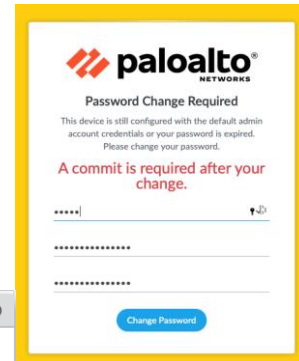 paloalto®
NETWORKS
Password Change Required
This device is still configured with the default admin
account credentials or your password is expired.
Please change your password.
A commit is required after your
change.
•••••
•••••••••••••••
•••••••••••••••
Change Password